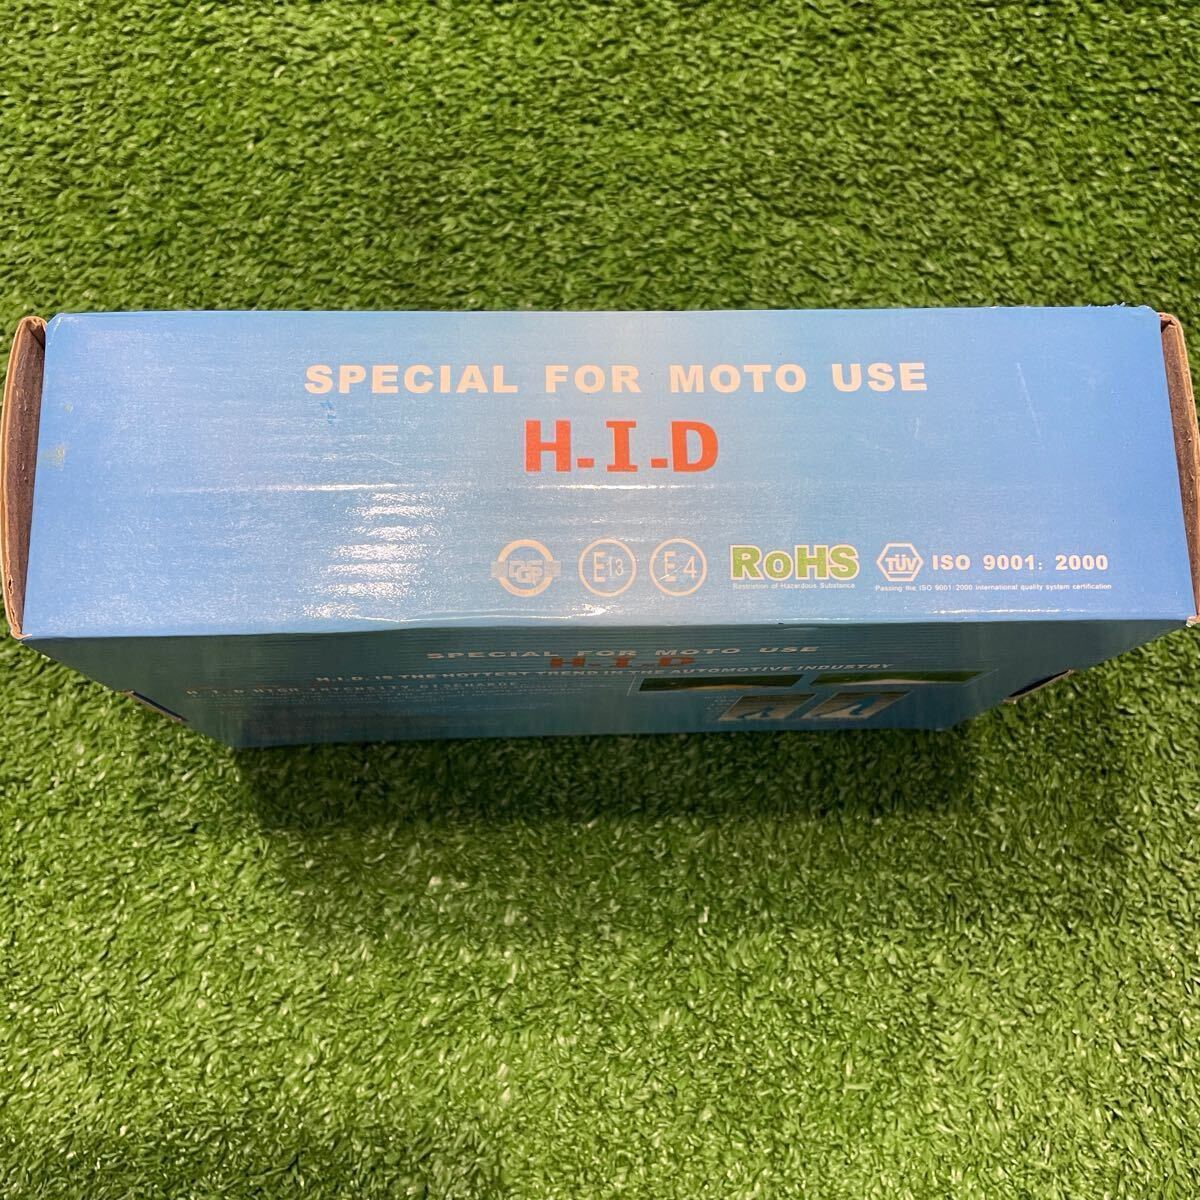 SPECIAL FOR MOTO USE
H-I-D
E13 E4 RoHS TÜV ISO 9001: 2000
Restriction of Hazardous Substance Passing the ISO 9001:2000 international quality system certification
SPECIAL FOR MOTO USE
H-I-D
H.I.D. IS THE HOTTEST TREND IN THE AUTOMOTIVE INDUSTRY